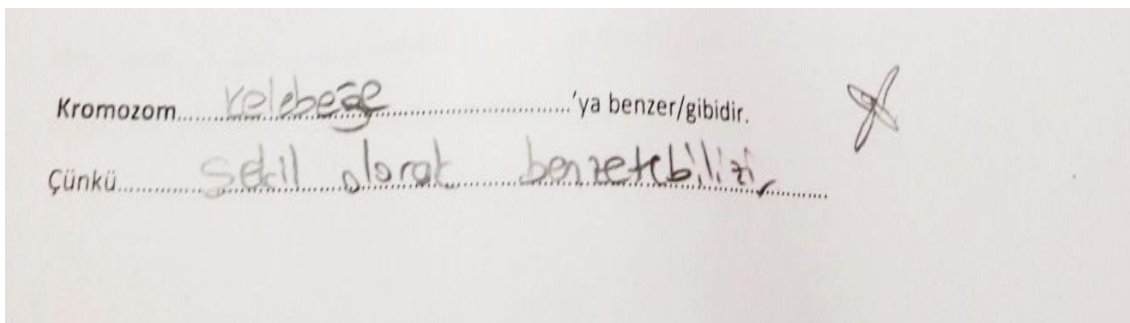 Kromozom......kelebeğe......'ya benzer/gibidir.
Çünkü......şekil olarak benzetebiliriz